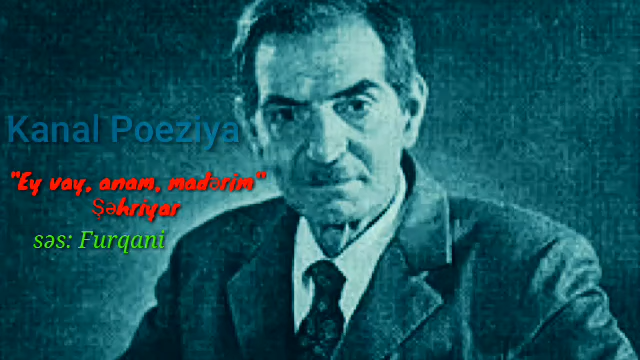 Kanal Poeziya
"Ey vay, anam, madərim"
Şəhriyar
səs: Furqani